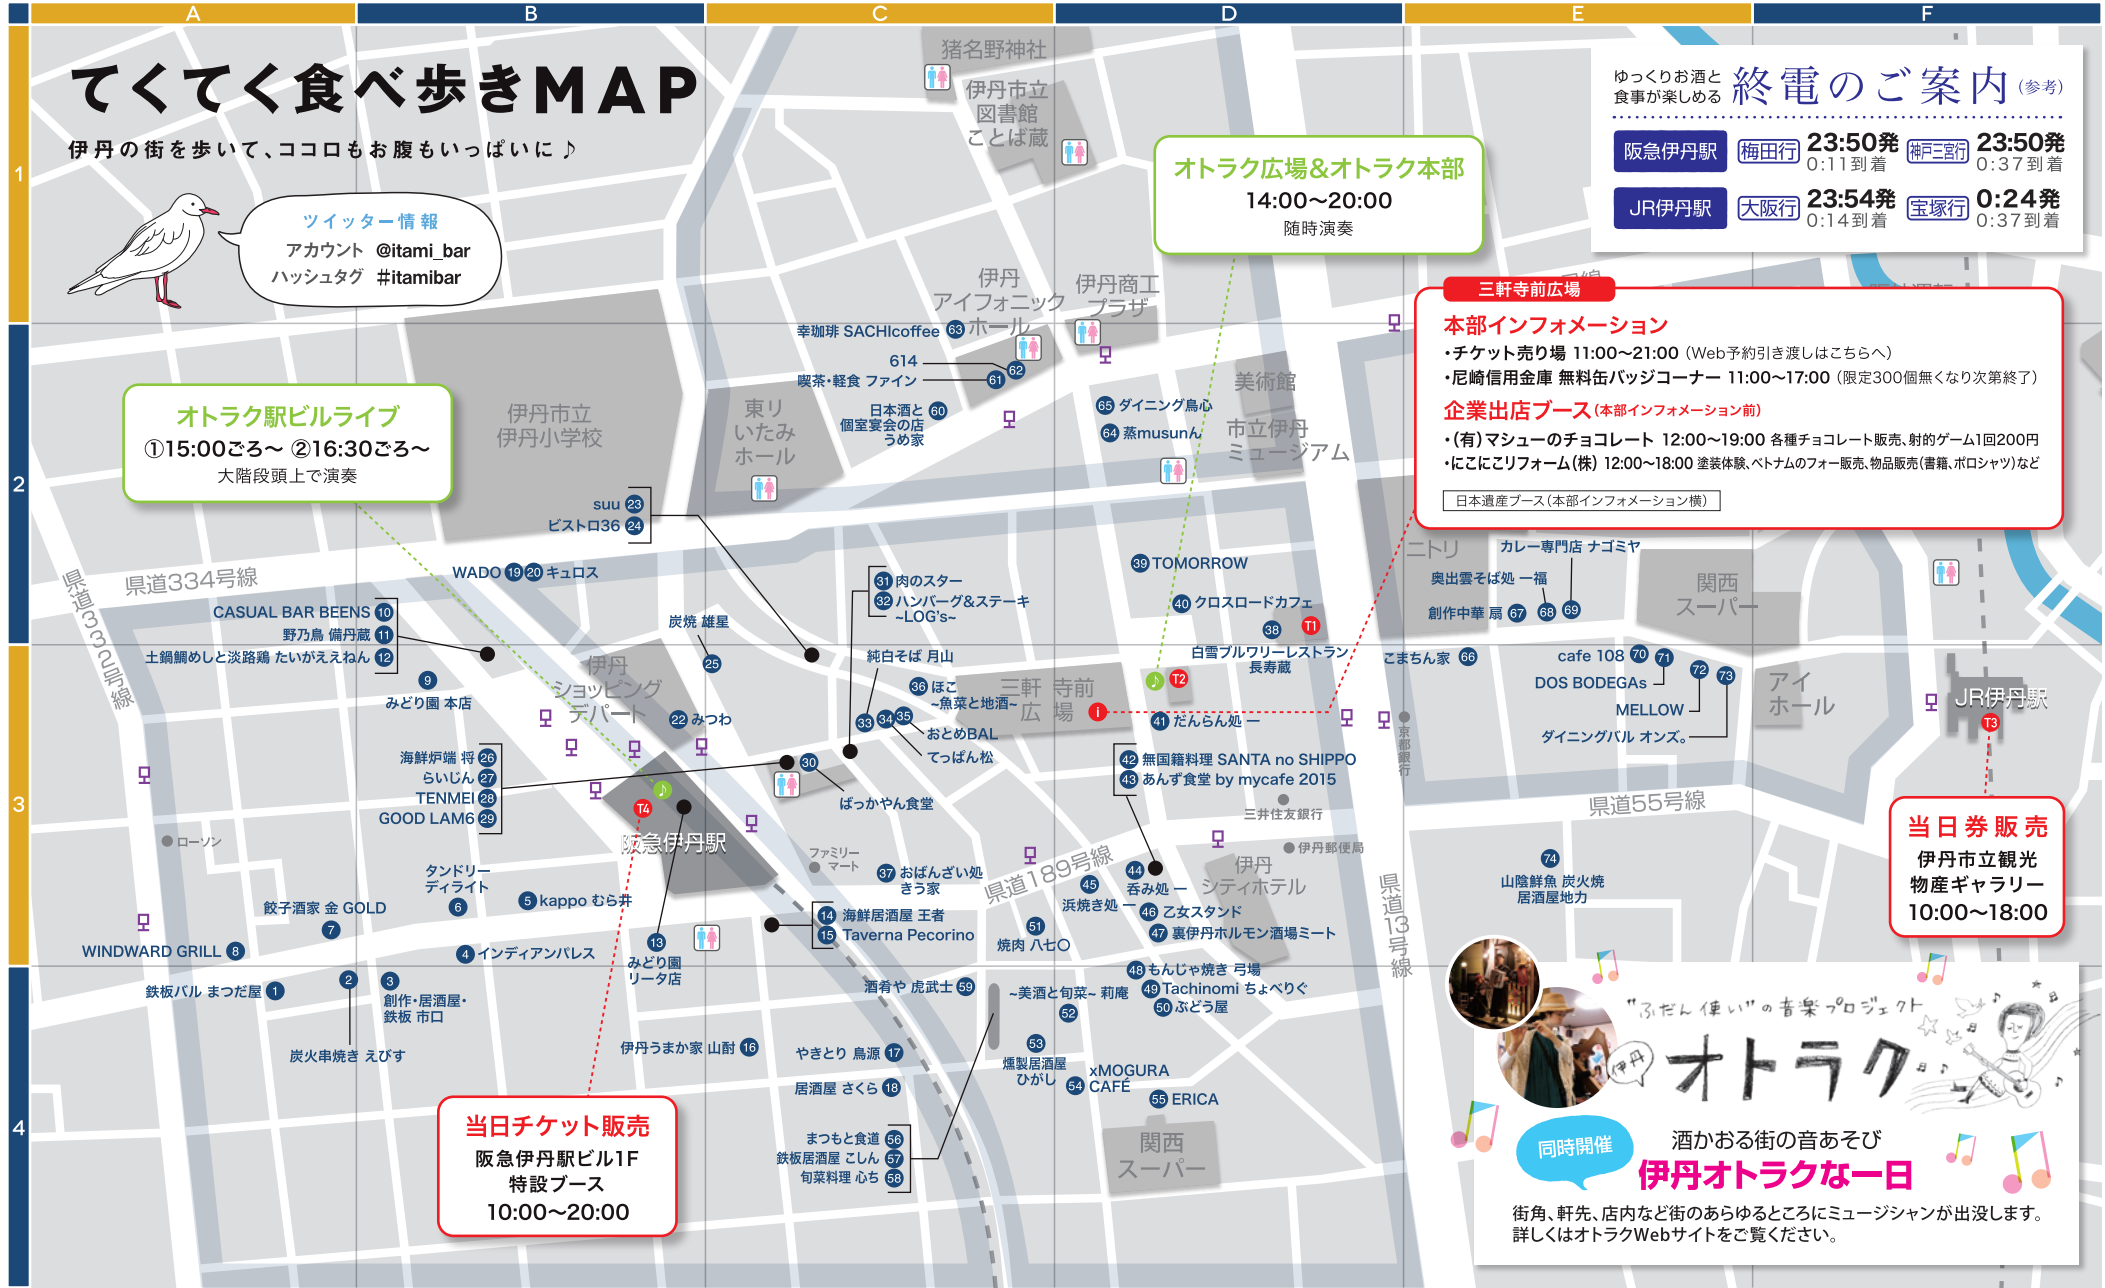 A
B
C
D
E
F
1
2
3
4
てくてく食べ歩きMAP
伊丹の街を歩いて、ココロもお腹もいっぱいに♪
ツイッター情報
アカウント @itami_bar
ハッシュタグ #itamibar
ゆっくりお酒と
食事が楽しめる
終電のご案内(参考)
阪急伊丹駅 梅田行 23:50発 神戸三宮行 23:50発
0:11到着 0:37到着
JR伊丹駅 大阪行 23:54発 宝塚行 0:24発
0:14到着 0:37到着
オトラク広場&オトラク本部
14:00〜20:00
随時演奏
三軒寺前広場
本部インフォメーション
・チケット売り場 11:00〜21:00(Web予約引き渡しはこちらへ)
・尼崎信用金庫 無料缶バッジコーナー 11:00〜17:00(限定300個無くなり次第終了)
企業出店ブース(本部インフォメーション前)
・(有)マシューのチョコレート 12:00〜19:00 各種チョコレート販売、射的ゲーム1回200円
・にこにこリフォーム(株) 12:00〜18:00 塗装体験、ベトナムのフォー販売、物品販売(書籍、ポロシャツ)など
日本遺産ブース(本部インフォメーション横)
オトラク駅ビルライブ
①15:00ごろ〜 ②16:30ごろ〜
大階段頭上で演奏
猪名野神社
伊丹市立
図書館
ことば蔵
伊丹
アイフォニック
ホール
伊丹商工
プラザ
幸珈琲 SACHIcoffee 63
614
62
喫茶・軽食 ファイン 61
日本酒と 60
個室宴会の店
うめ家
東リ
いたみ
ホール
伊丹市立
伊丹小学校
美術館
市立伊丹
ミュージアム
65 ダイニング鳥心
64 蒸musunん
suu 23
ビストロ36 24
WADO 19 20 キュロス
県道334号線
県道332号線
CASUAL BAR BEENS 10
野乃鳥 備丹蔵 11
土鍋鯛めしと淡路鶏 たいがええねん 12
9
みどり園 本店
炭焼 雄星
25
伊丹
ショッピング
デパート
22 みつわ
31 肉のスター
32 ハンバーグ&ステーキ
~LOG's~
純白そば 月山
36 ほこ
~魚菜と地酒~
33 34 35
おとめBAL
てっぱん松
30
ばっかやん食堂
39 TOMORROW
40 クロスロードカフェ
38 T1
白雪ブルワリーレストラン
長寿蔵
三軒 寺前
広 場
i
♪ T2
41 だんらん処 一
42 無国籍料理 SANTA no SHIPPO
43 あんず食堂 by mycafe 2015
三井住友銀行
伊丹郵便局
京都銀行
ニトリ
カレー専門店 ナゴミヤ
奥出雲そば処 一福
創作中華 扇 67 68 69
関西
スーパー
こまちん家 66
cafe 108 70 71
DOS BODEGAs
72
MELLOW
73
ダイニングバル オンズ。
アイ
ホール
JR伊丹駅
T3
県道55号線
当日券販売
伊丹市立観光
物産ギャラリー
10:00〜18:00
海鮮炉端 将 26
らいじん 27
TENMEI 28
GOOD LAM6 29
♪
T4
阪急伊丹駅
ローソン
タンドリー
ディライト
6
5 kappo むら井
餃子酒家 金 GOLD
7
WINDWARD GRILL 8
4 インディアンパレス
13
みどり園
リータ店
ファミリー
マート
37 おばんざい処
きう家
14 海鮮居酒屋 王者
15 Taverna Pecorino
県道189号線
伊丹
シティホテル
44
呑み処 一
45
浜焼き処 一
46 乙女スタンド
47 裏伊丹ホルモン酒場ミート
51
焼肉 八七〇
県道13号線
74
山陰鮮魚 炭火焼
居酒屋地力
鉄板バル まつだ屋 1
2
炭火串焼き えびす
3
創作・居酒屋・
鉄板 市口
酒肴や 虎武士 59
48 もんじゃ焼き 弓場
49 Tachinomi ちょべりぐ
50 ぶどう屋
~美酒と旬菜~ 莉庵
52
伊丹うまか家 山酎 16
やきとり 鳥源 17
居酒屋 さくら 18
53
燻製居酒屋
ひがし
54 xMOGURA
CAFÉ
55 ERICA
まつもと食道 56
鉄板居酒屋 こしん 57
旬菜料理 心ち 58
関西
スーパー
当日チケット販売
阪急伊丹駅ビル1F
特設ブース
10:00〜20:00
"ふだん使い"の音楽プロジェクト
伊丹
オトラク
同時開催
酒かおる街の音あそび
伊丹オトラクな一日
街角、軒先、店内など街のあらゆるところにミュージシャンが出没します。
詳しくはオトラクWebサイトをご覧ください。